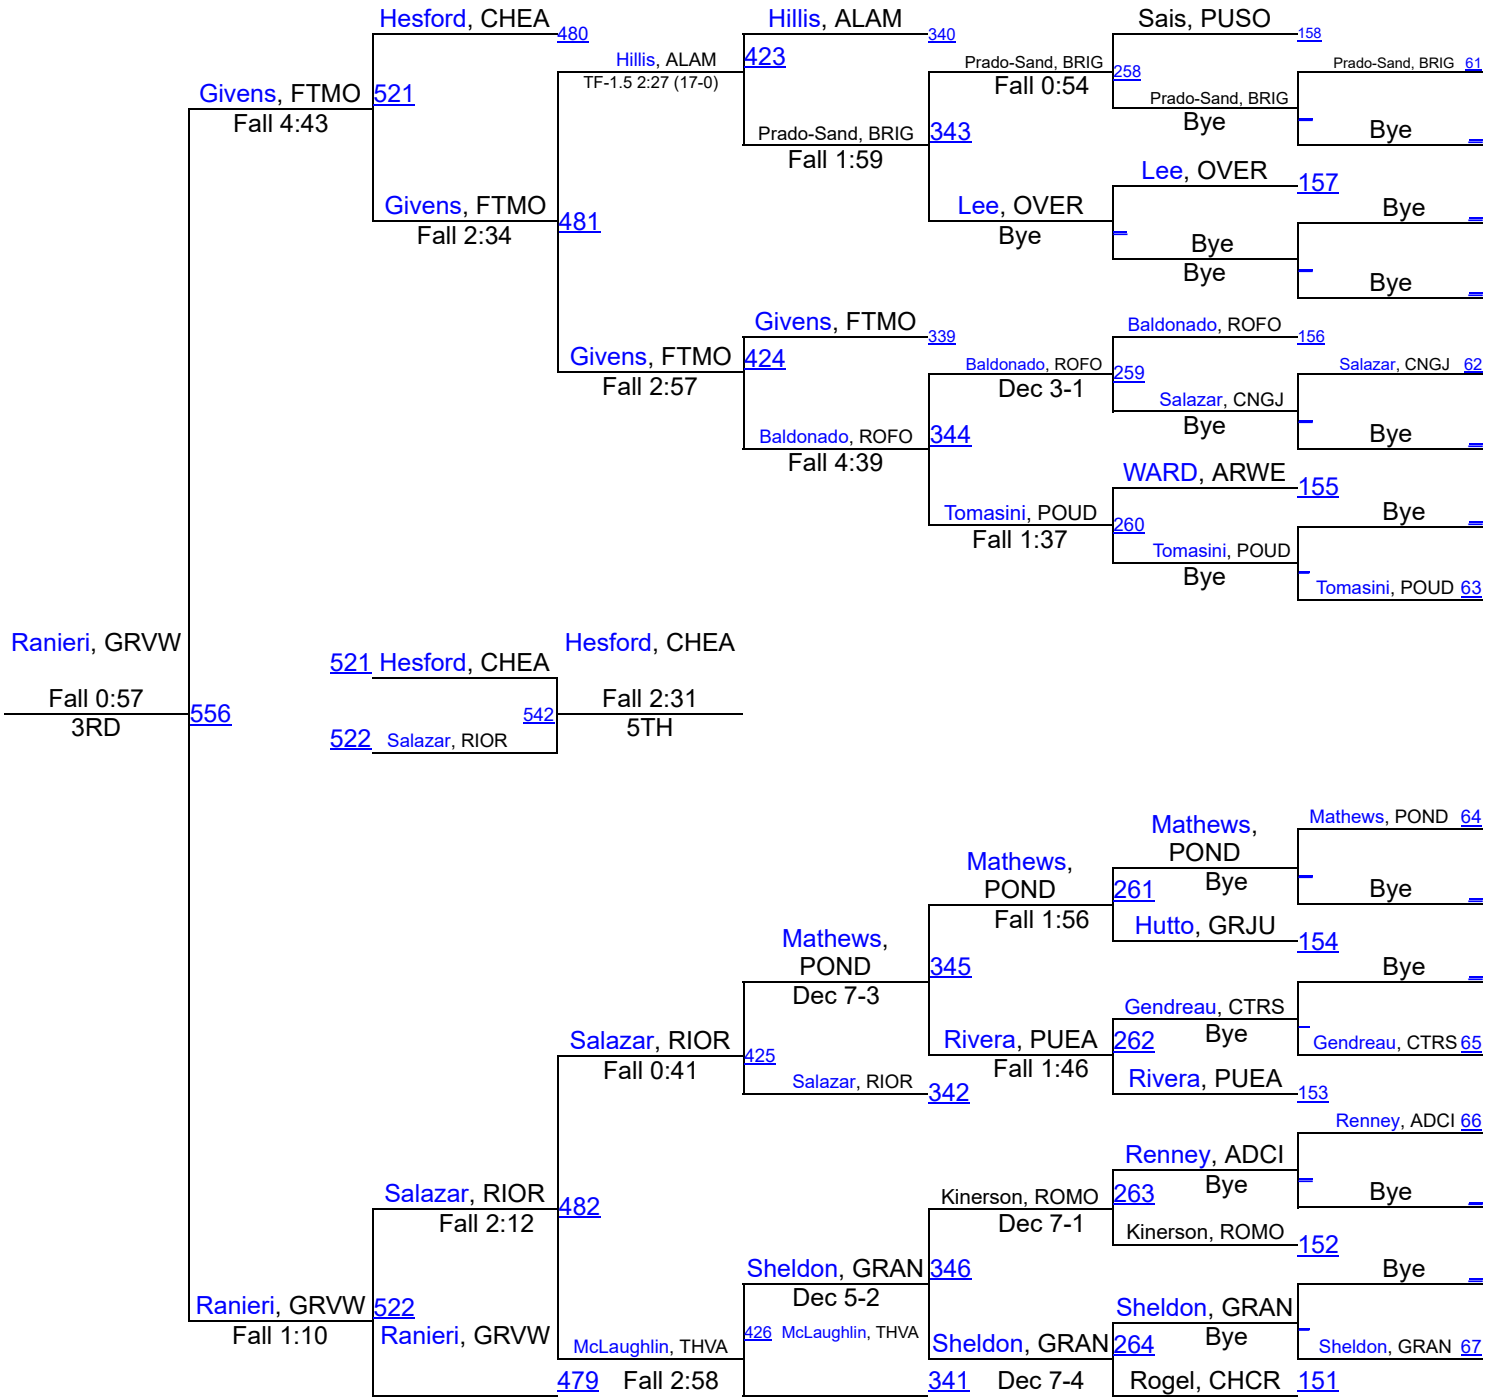 Hesford, CHEA
480
Hillis, ALAM
340
Sais, PUSO
158
Prado-Sand, BRIG 61
Hillis, ALAM
TF-1.5 2:27 (17-0)
423
Prado-Sand, BRIG
Fall 0:54
258
Prado-Sand, BRIG
Bye
Bye
Givens, FTMO
Fall 4:43
521
Prado-Sand, BRIG
Fall 1:59
343
Lee, OVER
157
Bye
Givens, FTMO
Fall 2:34
481
Lee, OVER
Bye
Bye
Bye
Bye
Givens, FTMO
339
Baldonado, ROFO
156
Salazar, CNGJ 62
Givens, FTMO
Fall 2:57
424
Baldonado, ROFO
Dec 3-1
259
Salazar, CNGJ
Bye
Bye
Baldonado, ROFO
Fall 4:39
344
WARD, ARWE
155
Bye
Tomasini, POUD
Fall 1:37
260
Tomasini, POUD
Bye
Tomasini, POUD 63
Ranieri, GRVW
Fall 0:57
3RD
556
521 Hesford, CHEA
Hesford, CHEA
Fall 2:31
5TH
542
522 Salazar, RIOR
Mathews, POND 64
Mathews,
POND
Bye
Bye
Mathews,
POND
Fall 1:56
261
Hutto, GRJU
154
Bye
Mathews,
POND
Dec 7-3
345
Gendreau, CTRS
Bye
Gendreau, CTRS 65
Salazar, RIOR
Fall 0:41
425
Rivera, PUEA
Fall 1:46
262
Rivera, PUEA
153
Salazar, RIOR
342
Renney, ADCI 66
Renney, ADCI
Bye
Bye
Salazar, RIOR
Fall 2:12
482
Kinerson, ROMO
Dec 7-1
263
Kinerson, ROMO
152
Bye
Sheldon, GRAN
Dec 5-2
346
Sheldon, GRAN
Bye
Sheldon, GRAN 67
Ranieri, GRVW
Fall 1:10
522
Ranieri, GRVW
479
McLaughlin, THVA
Fall 2:58
426 McLaughlin, THVA
341
Sheldon, GRAN
Dec 7-4
264
Rogel, CHCR
151